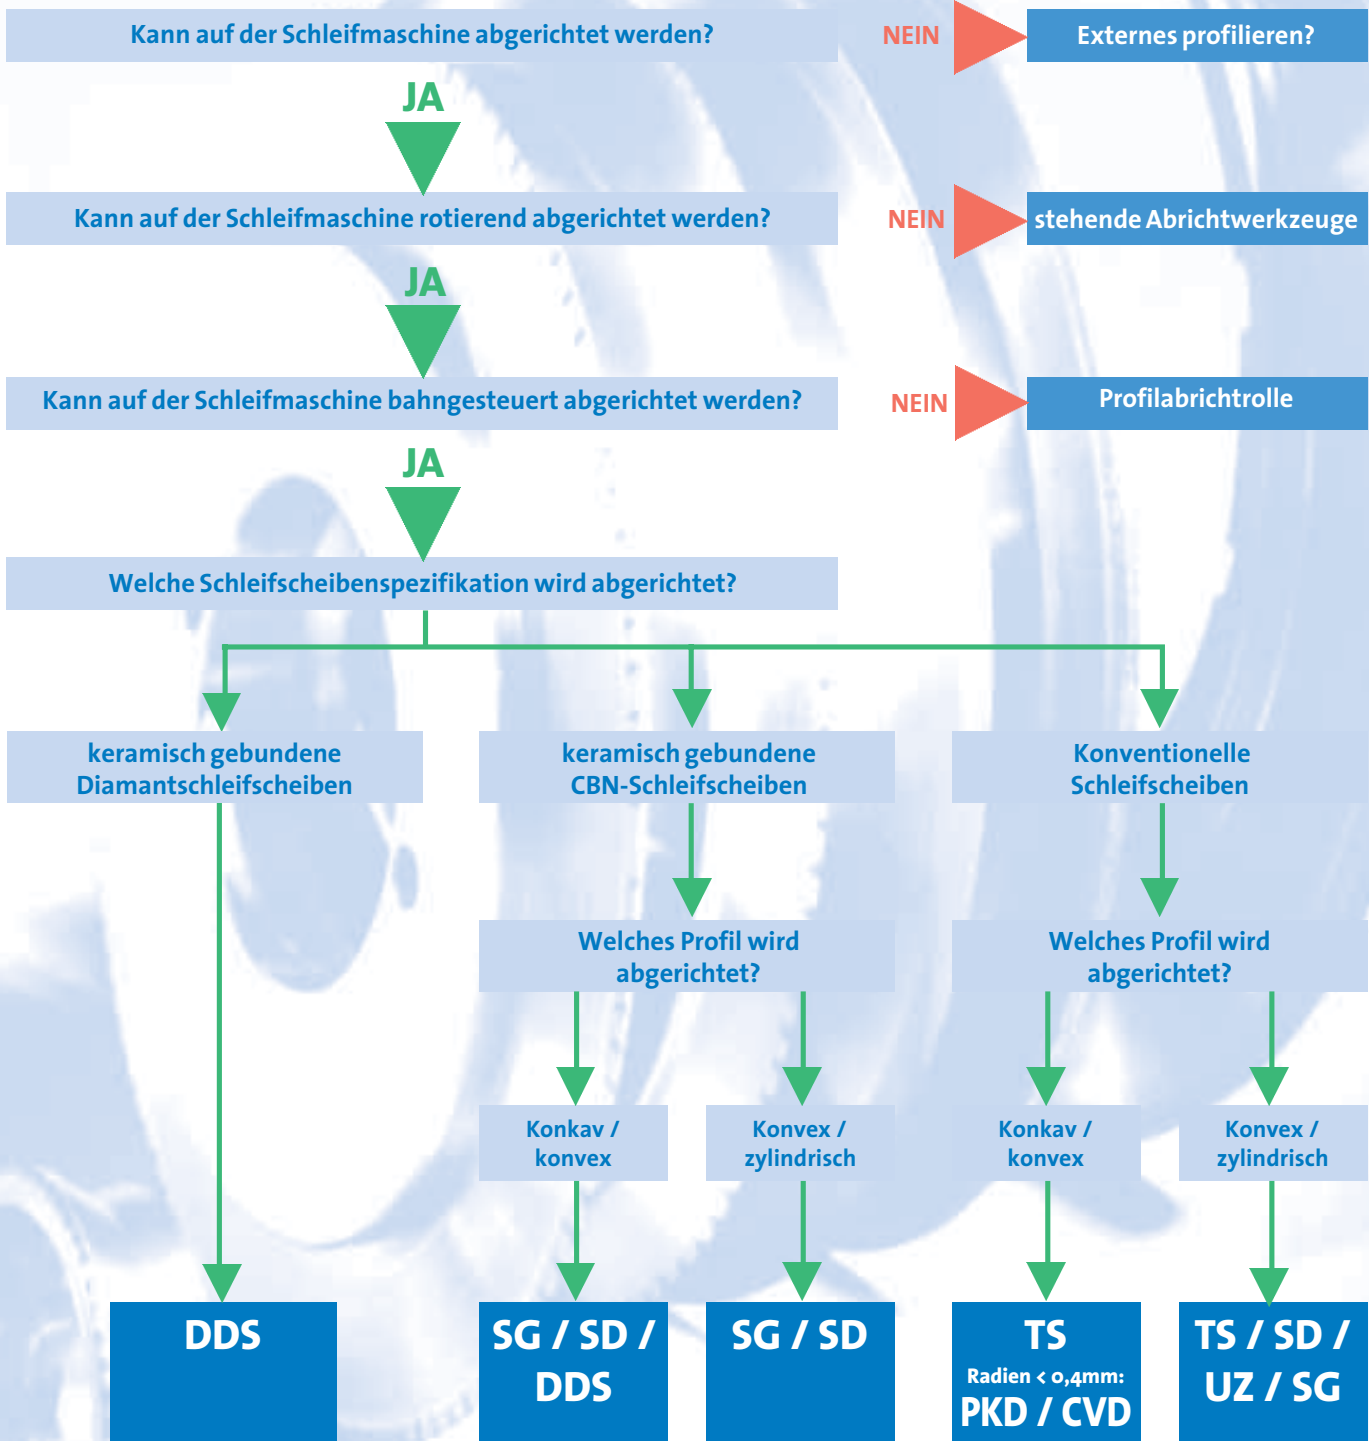 Kann auf der Schleifmaschine abgerichtet werden?
NEIN
Externes profilieren?
JA
Kann auf der Schleifmaschine rotierend abgerichtet werden?
NEIN
stehende Abrichtwerkzeuge
JA
Kann auf der Schleifmaschine bahngesteuert abgerichtet werden?
NEIN
Profilabrichtrolle
JA
Welche Schleifscheibenspezifikation wird abgerichtet?
keramisch gebundene
Diamantschleifscheiben
keramisch gebundene
CBN-Schleifscheiben
Konventionelle
Schleifscheiben
Welches Profil wird
abgerichtet?
Welches Profil wird
abgerichtet?
Konkav /
konvex
Konvex /
zylindrisch
Konkav /
konvex
Konvex /
zylindrisch
DDS
SG / SD /
DDS
SG / SD
TS
Radien < 0,4mm:
PKD / CVD
TS / SD /
UZ / SG